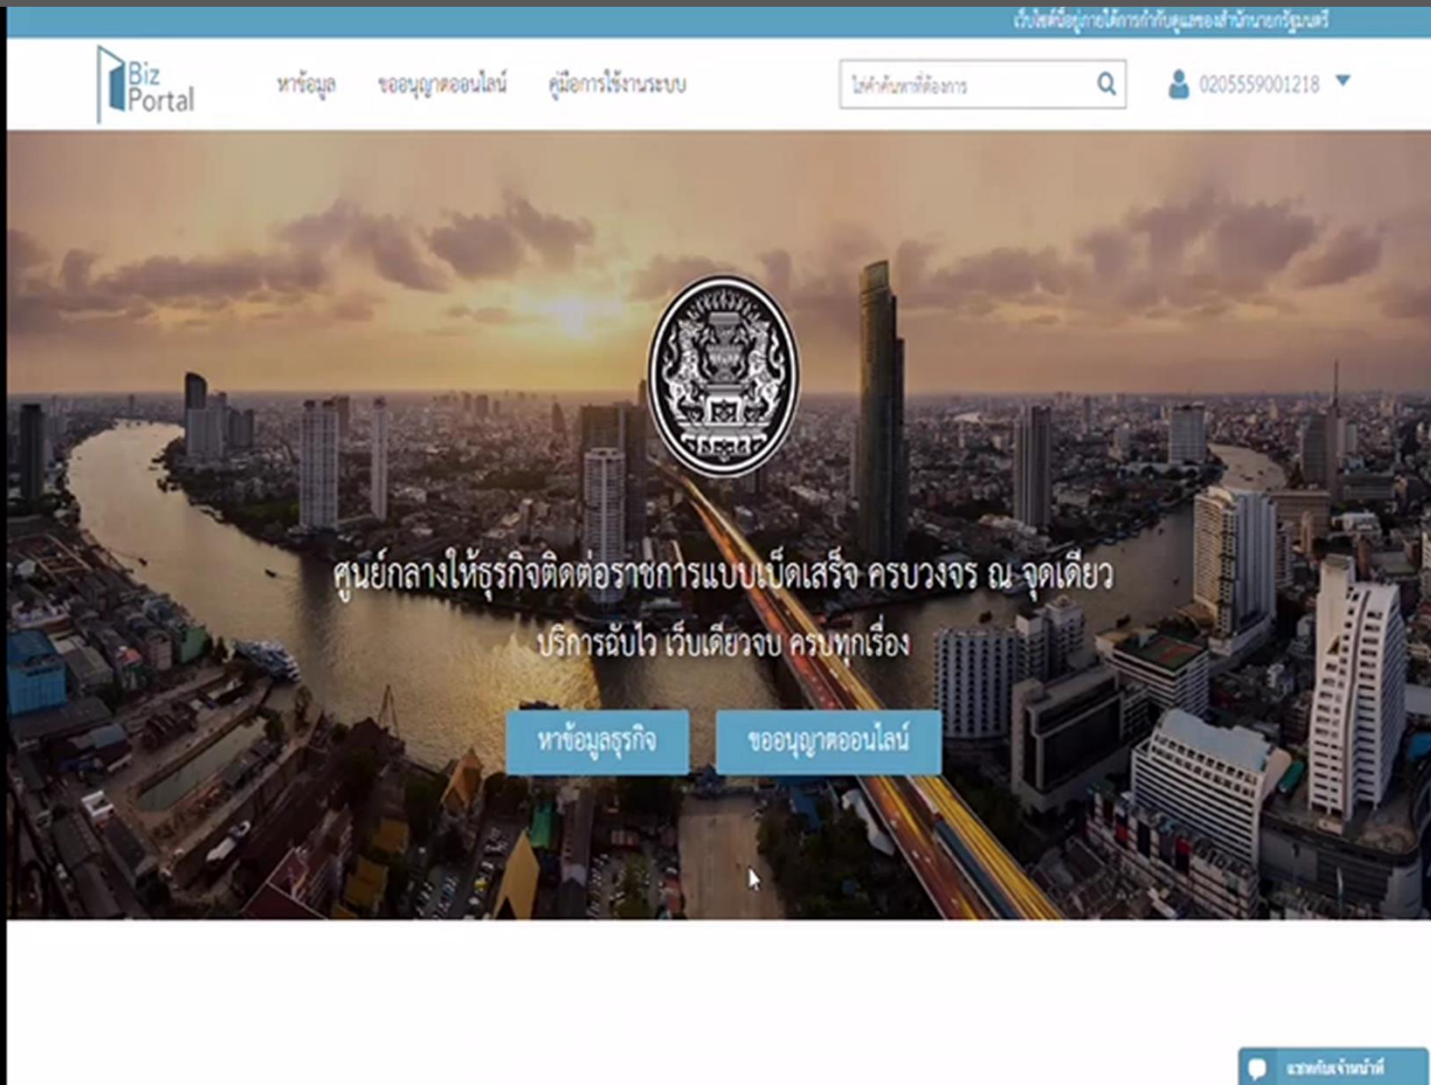 เว็บไซต์นี้อยู่ภายใต้การกำกับดูแลของสำนักนายกรัฐมนตรี
Biz
Portal
หาข้อมูล
ขออนุญาตออนไลน์
คู่มือการใช้งานระบบ
ใส่คำค้นหาที่ต้องการ
0205559001218
ศูนย์กลางให้ธุรกิจติดต่อราชการแบบเบ็ดเสร็จ ครบวงจร ณ จุดเดียว
บริการฉับไว เว็บเดียวจบ ครบทุกเรื่อง
หาข้อมูลธุรกิจ
ขออนุญาตออนไลน์
แชทกับเจ้าหน้าที่